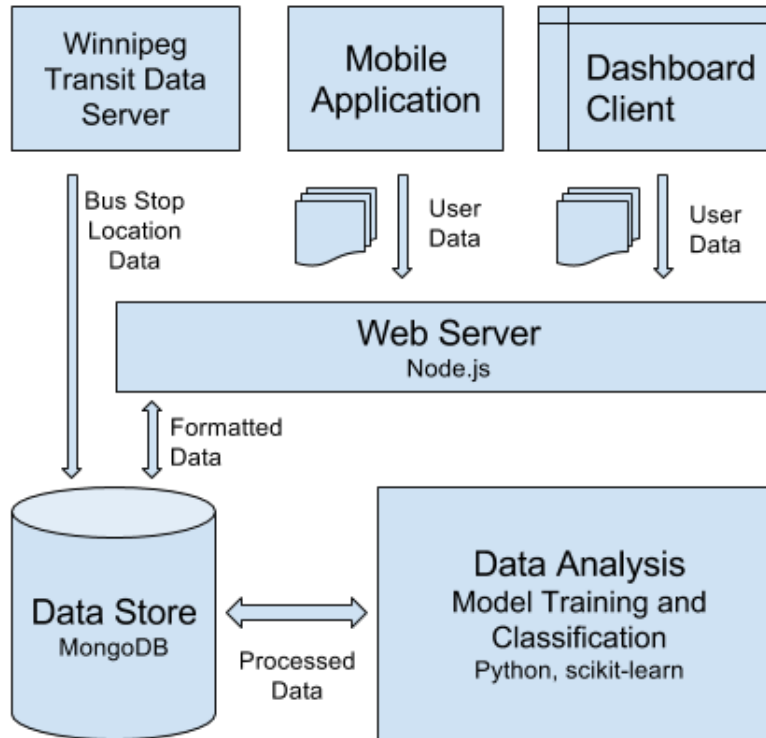 Winnipeg
Transit Data
Server
Mobile
Application
Dashboard
Client
Bus Stop
Location
Data
User
Data
User
Data
Web Server
Node.js
Formatted
Data
Data Store
MongoDB
Processed
Data
Data Analysis
Model Training and
Classification
Python, scikit-learn